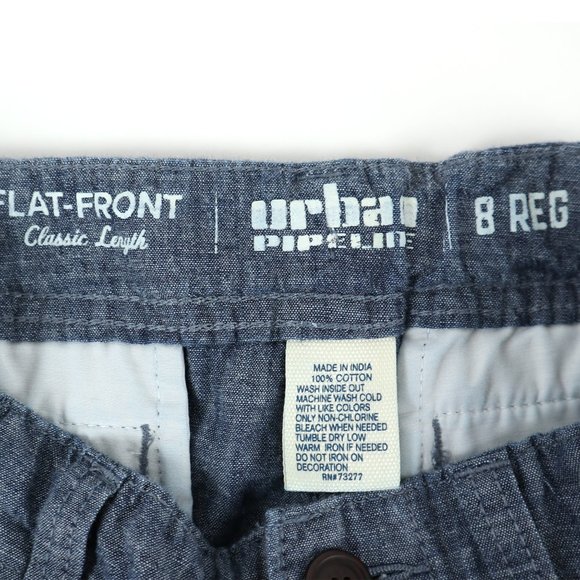 FLAT-FRONT
Classic Length
urban
PIPELINE
8 REG
MADE IN INDIA
100% COTTON
WASH INSIDE OUT
MACHINE WASH COLD
WITH LIKE COLORS
ONLY NON-CHLORINE
BLEACH WHEN NEEDED
TUMBLE DRY LOW
WARM IRON IF NEEDED
DO NOT IRON ON
DECORATION
RN#73277